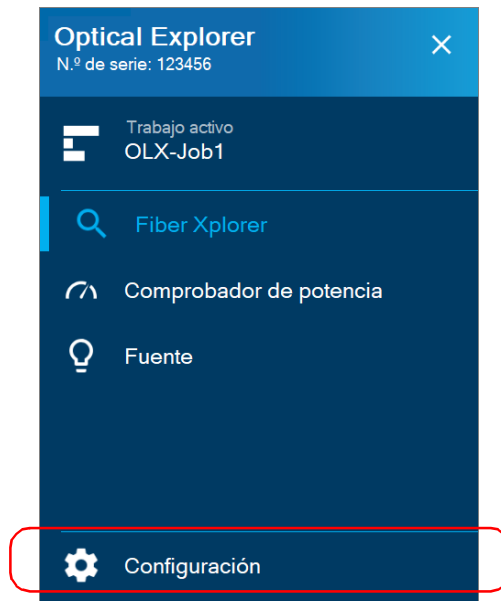 Optical Explorer
N.º de serie: 123456
Trabajo activo
OLX-Job1
Fiber Xplorer
Comprobador de potencia
Fuente
Configuración